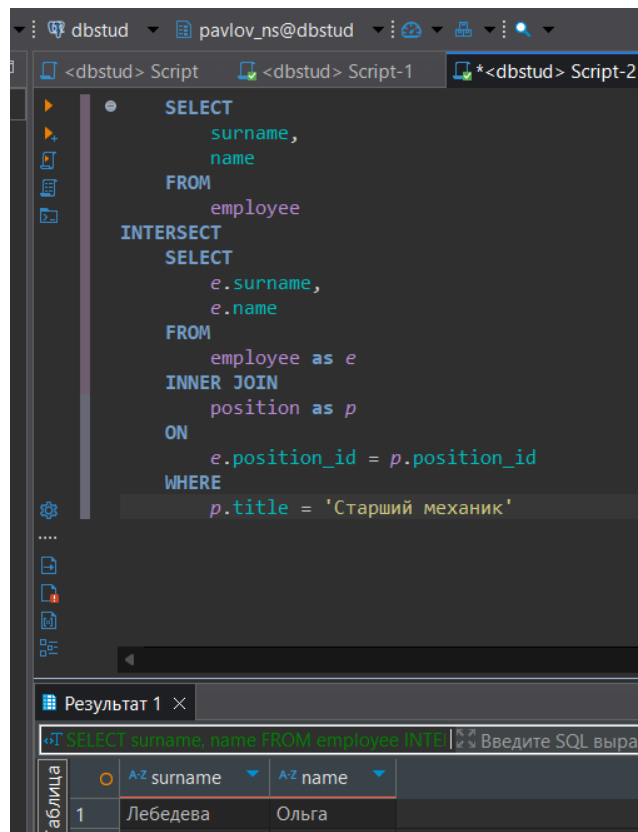 dbstud pavlov_ns@dbstud
<dbstud> Script <dbstud> Script-1 *<dbstud> Script-2
SELECT
surname,
name
FROM
employee
INTERSECT
SELECT
e.surname,
e.name
FROM
employee as e
INNER JOIN
position as p
ON
e.position_id = p.position_id
WHERE
p.title = 'Старший механик'
Результат 1
SELECT surname, name FROM employee INTE Введите SQL выра
аблица
A-Z surname A-Z name
1 Лебедева Ольга